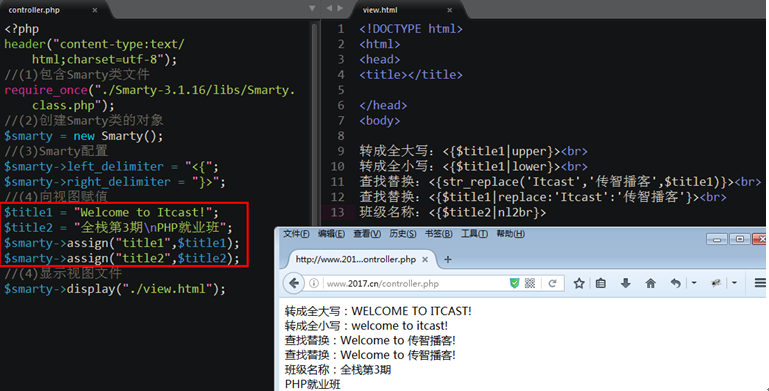 controller.php
<?php
header("content-type:text/
html;charset=utf-8");
//(1)包含Smarty类文件
require_once("./Smarty-3.1.16/libs/Smarty.
class.php");
//(2)创建Smarty类的对象
$smarty = new Smarty();
//(3)Smarty配置
$smarty->left_delimiter = "<{";
$smarty->right_delimiter = "}>";
//(4)向视图赋值
$title1 = "Welcome to Itcast!";
$title2 = "全栈第3期\nPHP就业班";
$smarty->assign("title1",$title1);
$smarty->assign("title2",$title2);
//(4)显示视图文件
$smarty->display("./view.html");
view.html
1 <!DOCTYPE html>
2 <html>
3 <head>
4 <title></title>
5
6 </head>
7 <body>
8
9 转成全大写：<{$title1|upper}><br>
10 转成全小写：<{$title1|lower}><br>
11 查找替换：<{str_replace('Itcast','传智播客',$title1)}><br>
12 查找替换：<{$title1|replace:'Itcast':'传智播客'}><br>
13 班级名称：<{$title2|nl2br}>
文件(F) 编辑(E) 查看(V) 历史(S) 书签(B) 工具(T) 帮助(H)
http://www.201...ontroller.php
www.2017.cn/controller.php
转成全大写：WELCOME TO ITCAST!
转成全小写：welcome to itcast!
查找替换：Welcome to 传智播客!
查找替换：Welcome to 传智播客!
班级名称：全栈第3期
PHP就业班